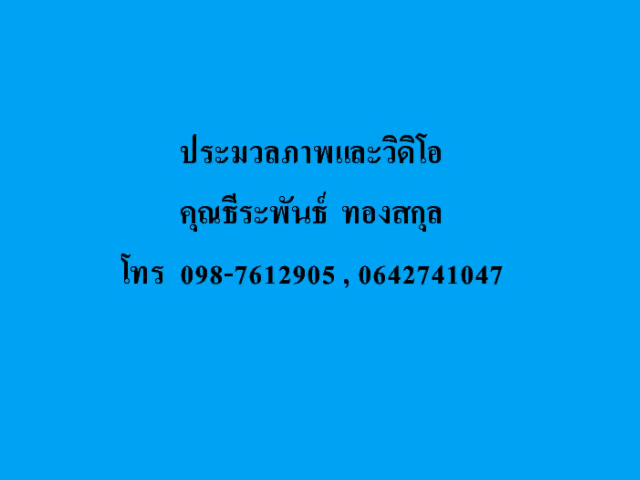 ประมวลภาพและวิดิโอ
คุณธีระพันธ์ ทองสกุล
โทร 098-7612905 , 0642741047